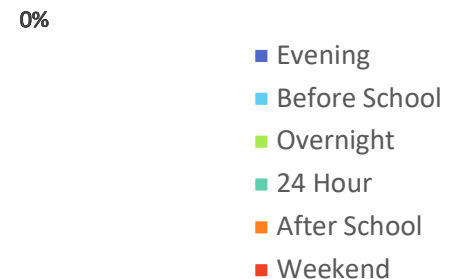 0%
Evening
Before School
Overnight
24 Hour
After School
Weekend